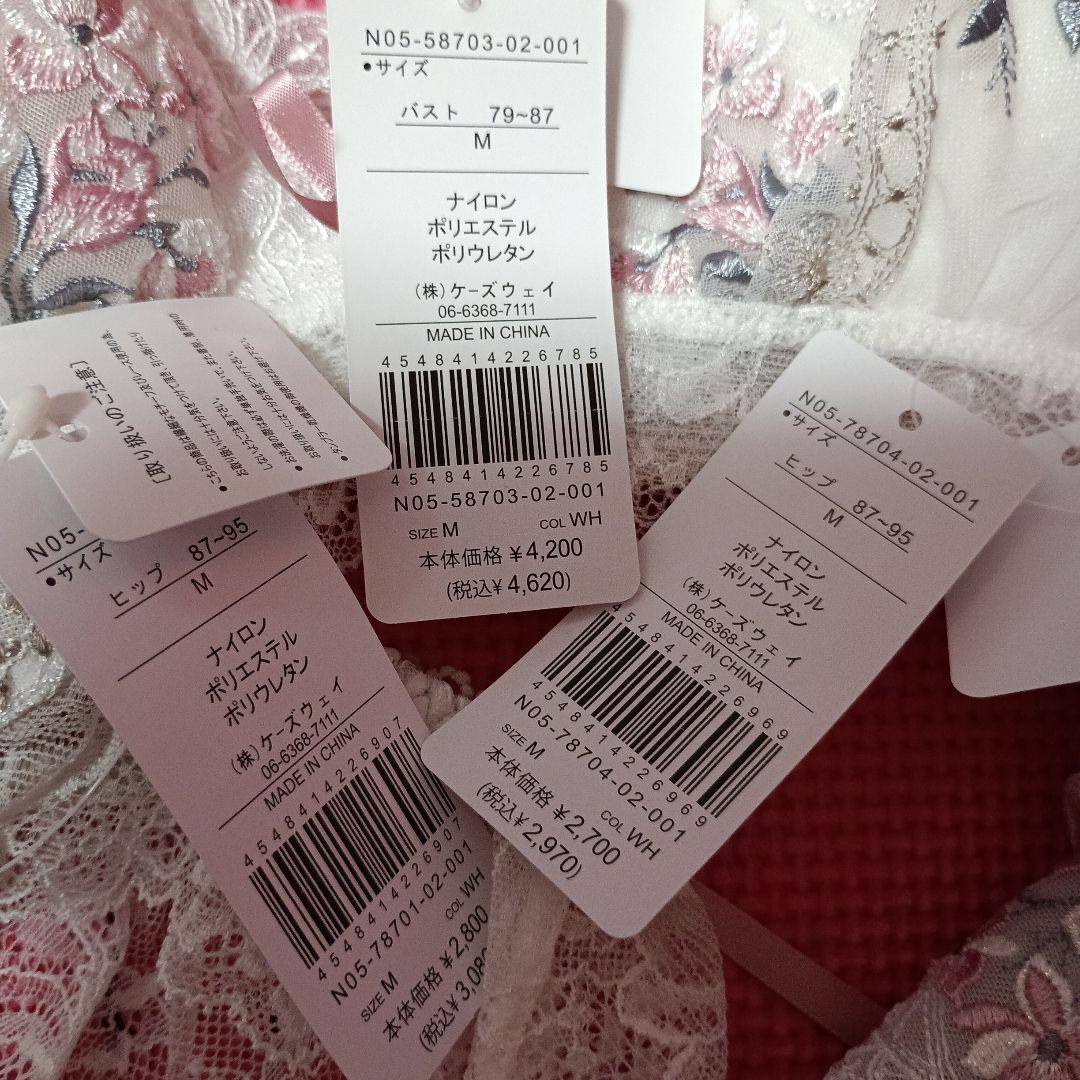 N05-58703-02-001
•サイズ
バスト 79~87
M
ナイロン
ポリエステル
ポリウレタン
(株)ケーズウェイ
06-6368-7111
MADE IN CHINA
4548414226785
4548414226785
N05-58703-02-001
SIZE M COL WH
本体価格 ¥4,200
(税込¥4,620)
[取り扱いのご注意]
N05-
•サイズ
ヒップ 87~95
M
ナイロン
ポリエステル
ポリウレタン
(株)ケーズウェイ
06-6368-7111
MADE IN CHINA
4548414226907
4548414226907
N05-78701-02-001
SIZE M COL WH
本体価格 ¥2,800
(税込¥3,08
N05-78704-02-001
•サイズ
ヒップ 87~95
M
ナイロン
ポリエステル
ポリウレタン
(株)ケーズウェイ
06-6368-7111
MADE IN CHINA
4548414226969
4548414226969
N05-78704-02-001
SIZE M COL WH
本体価格 ¥2,700
(税込¥2,970)